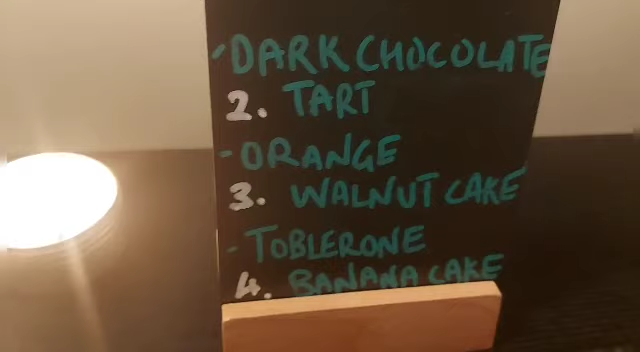 - DARK CHOCOLATE
2. TART
- ORANGE
3. WALNUT CAKE
- TOBLERONE
4. BANANA CAKE